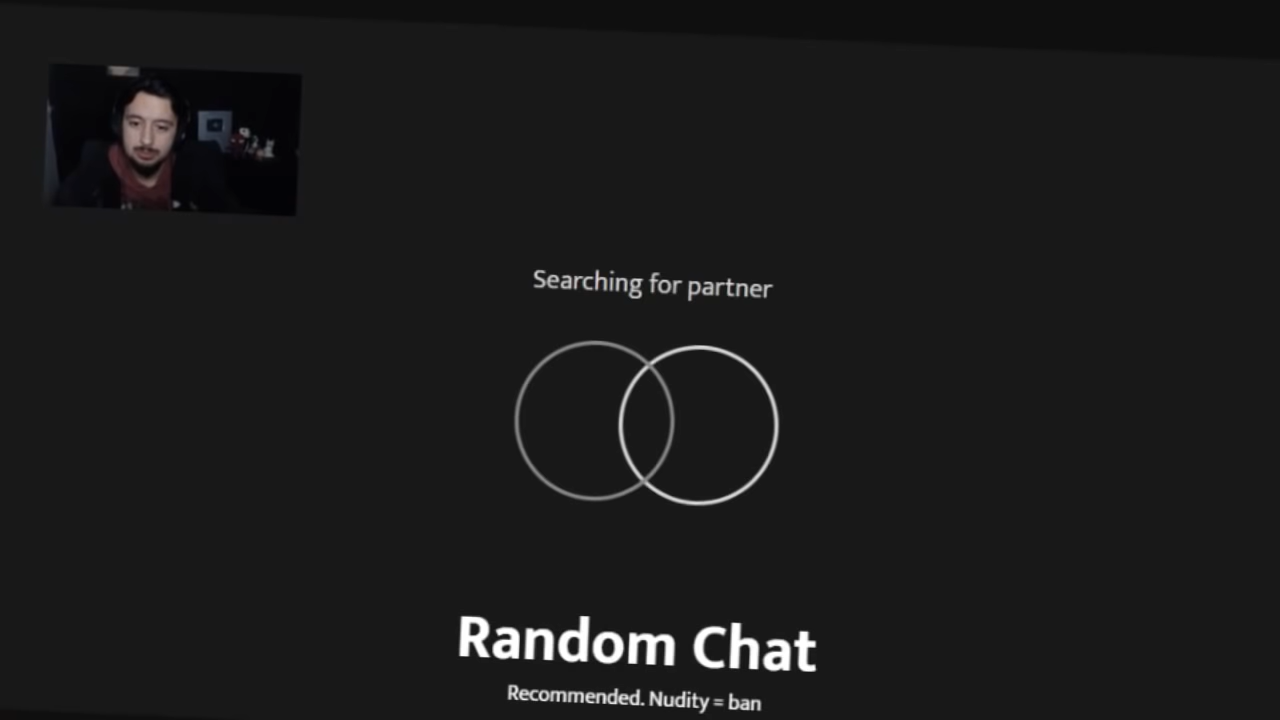 Searching for partner
Random Chat
Recommended. Nudity = ban